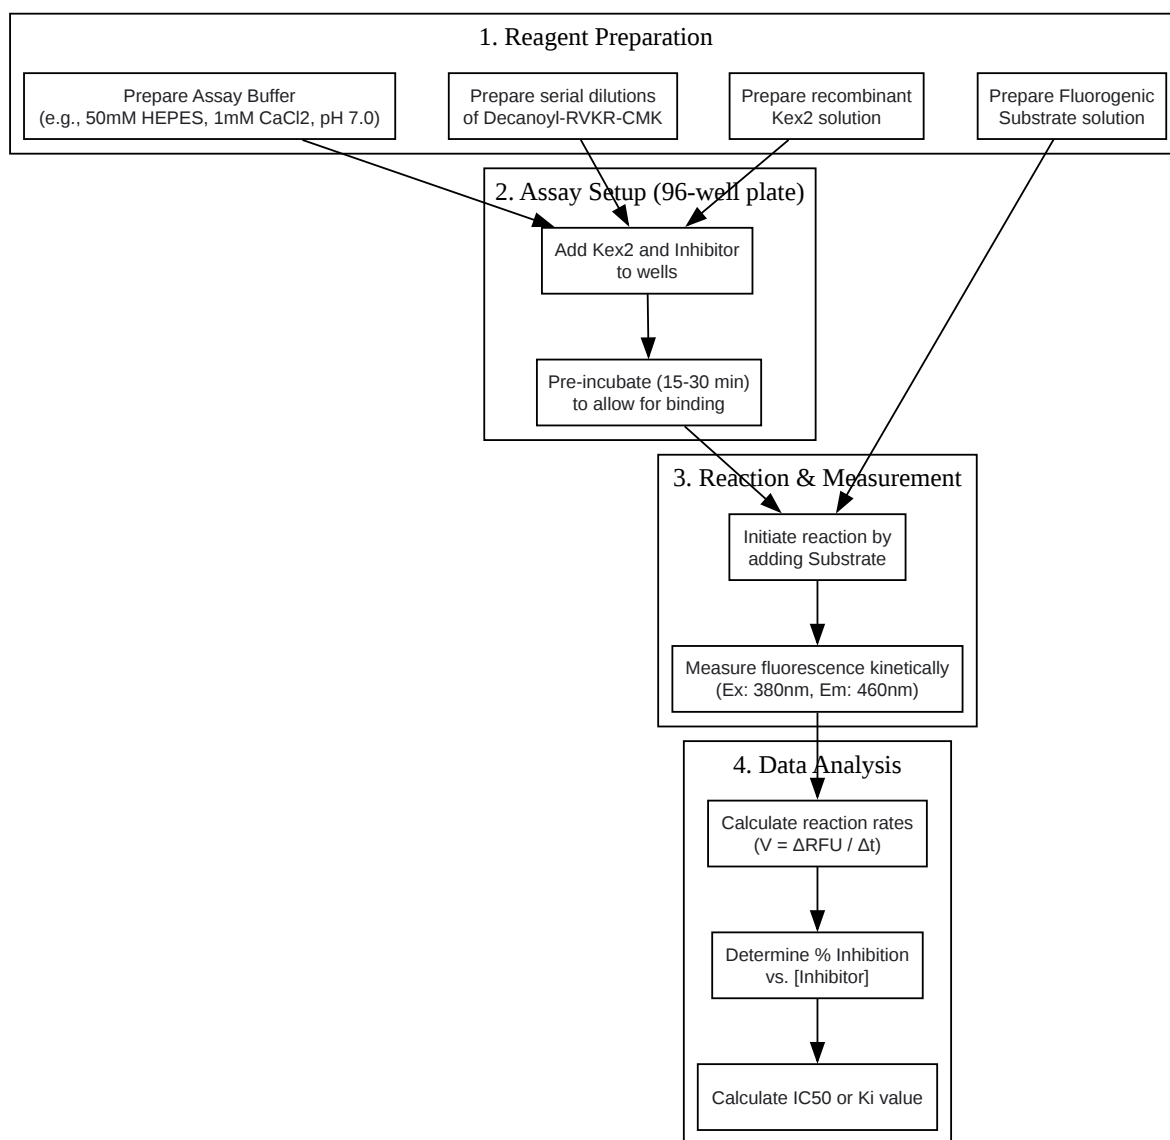 1. Reagent Preparation
Prepare Assay Buffer
(e.g., 50mM HEPES, 1mM CaCl2, pH 7.0)
Prepare serial dilutions
of Decanoyl-RVKR-CMK
Prepare recombinant
Kex2 solution
Prepare Fluorogenic
Substrate solution
2. Assay Setup (96-well plate)
Add Kex2 and Inhibitor
to wells
Pre-incubate (15-30 min)
to allow for binding
3. Reaction & Measurement
Initiate reaction by
adding Substrate
Measure fluorescence kinetically
(Ex: 380nm, Em: 460nm)
4. Data Analysis
Calculate reaction rates
(V = ΔRFU / Δt)
Determine % Inhibition
vs. [Inhibitor]
Calculate IC50 or Ki value